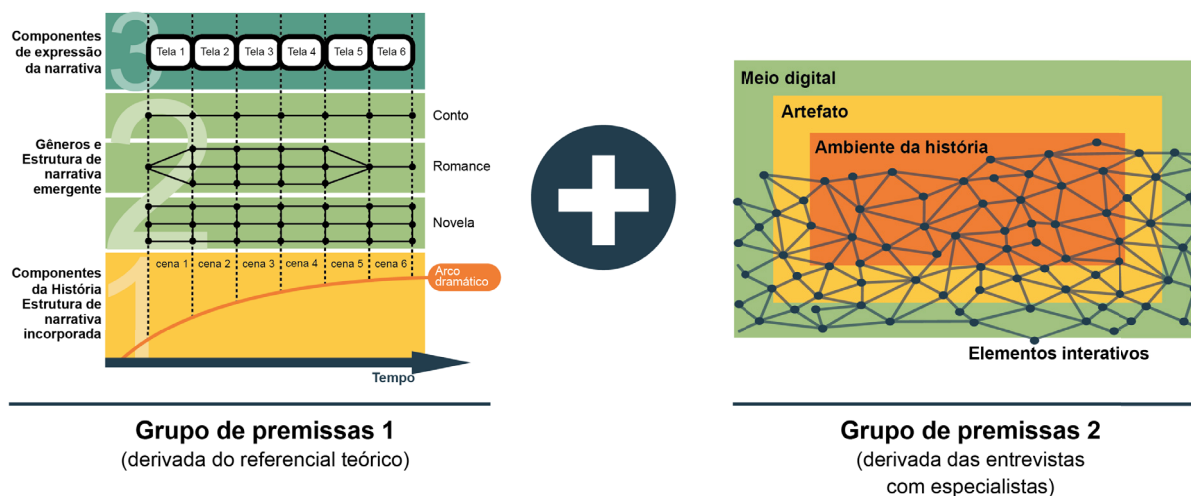 Componentes
de expressão
da narrativa
3
Tela 1
Tela 2
Tela 3
Tela 4
Tela 5
Tela 6
Gêneros e
Estrutura de
narrativa
emergente
2
Conto
Romance
Novela
Componentes
da História
Estrutura de
narrativa
incorporada
1
cena 1
cena 2
cena 3
cena 4
cena 5
cena 6
Arco
dramático
Tempo
Grupo de premissas 1
(derivada do referencial teórico)
Meio digital
Artefato
Ambiente da história
Elementos interativos
Grupo de premissas 2
(derivada das entrevistas
com especialistas)